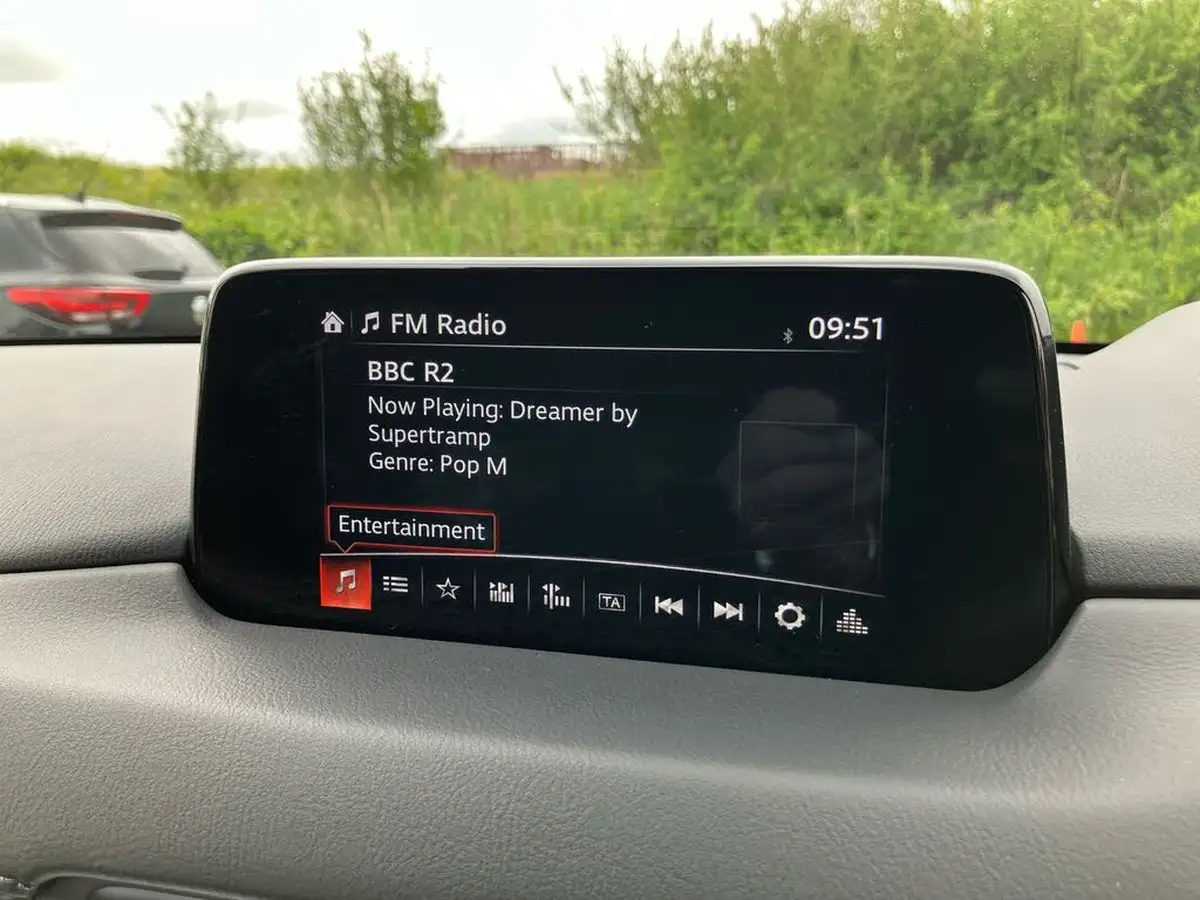 FM Radio
09:51
BBC R2
Now Playing: Dreamer by
Supertramp
Genre: Pop M
Entertainment
TA